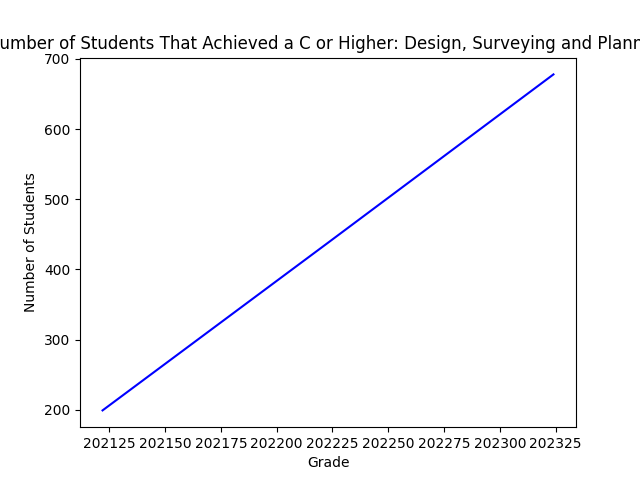 umber of Students That Achieved a C or Higher: Design, Surveying and Plann
700
600
500
400
300
200
Number of Students
202125 202150 202175 202200 202225 202250 202275 202300 202325
Grade